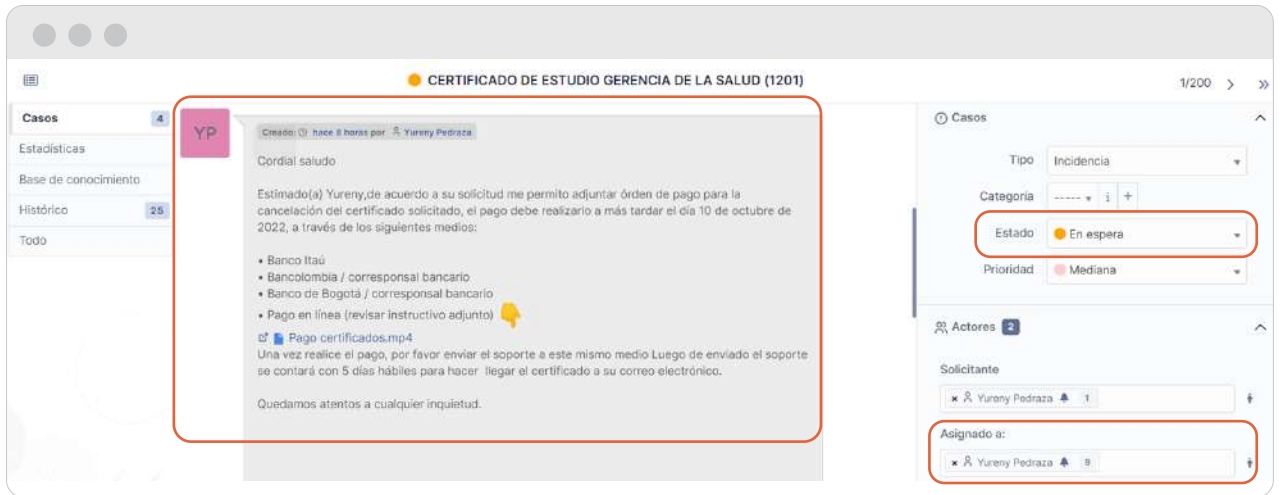 CERTIFICADO DE ESTUDIO GERENCIA DE LA SALUD (1201)
1/200
Casos 4
Estadísticas
Base de conocimiento
Histórico 25
Todo
YP
Creado: hace 8 horas por Yureny Pedraza
Cordial saludo
Estimado(a) Yureny,de acuerdo a su solicitud me permito adjuntar órden de pago para la
cancelación del certificado solicitado, el pago debe realizarlo a más tardar el día 10 de octubre de
2022, a través de los siguientes medios:
• Banco Itaú
• Bancolombia / corresponsal bancario
• Banco de Bogotá / corresponsal bancario
• Pago en línea (revisar instructivo adjunto)
Pago certificados.mp4
Una vez realice el pago, por favor enviar el soporte a este mismo medio Luego de enviado el soporte
se contará con 5 días hábiles para hacer llegar el certificado a su correo electrónico.
Quedamos atentos a cualquier inquietud.
Casos
Tipo Incidencia
Categoría ----- i +
Estado En espera
Prioridad Mediana
Actores 2
Solicitante
x Yureny Pedraza 1
Asignado a:
x Yureny Pedraza 9